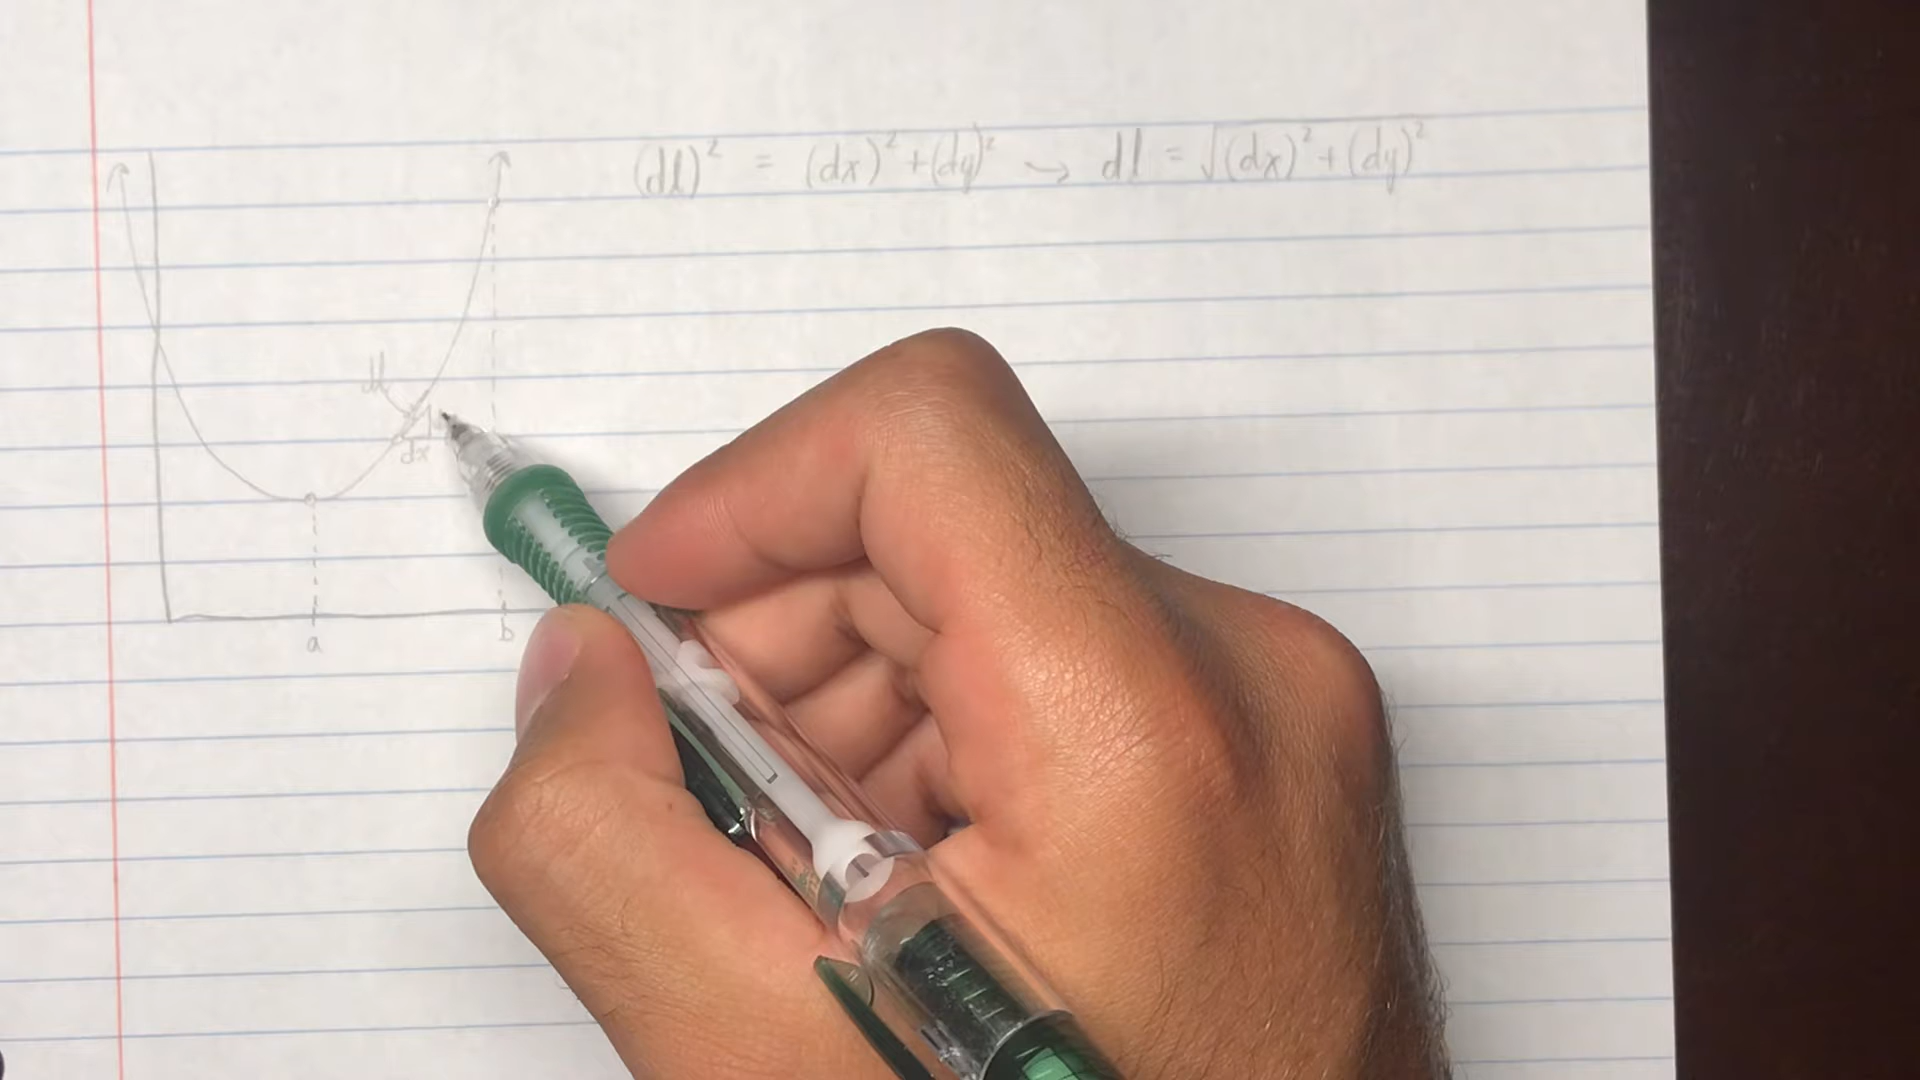 (dl)² = (dx)² + (dy)² → dl = √(dx)² + (dy)²
dl
dx
a b